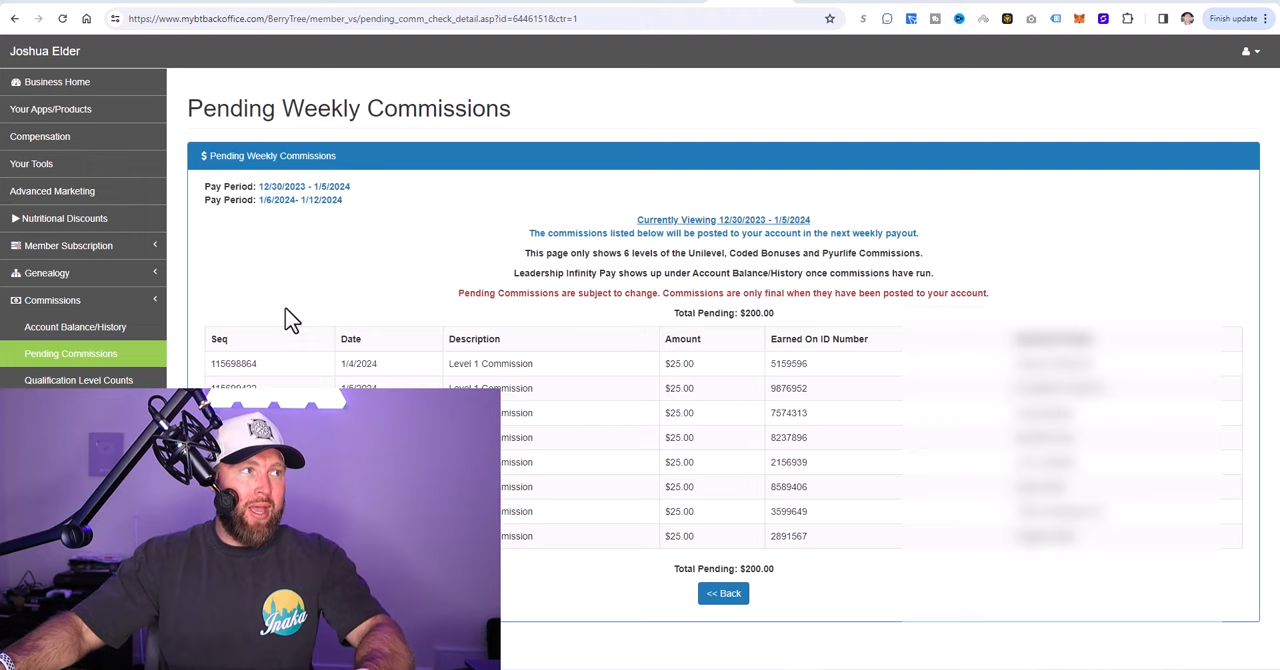 https://www.mybtbackoffice.com/BerryTree/member_vs/pending_comm_check_detail.asp?id=6446151&ctr=1
Finish update
Joshua Elder
Business Home
Your Apps/Products
Compensation
Your Tools
Advanced Marketing
Nutritional Discounts
Member Subscription
Genealogy
Commissions
Account Balance/History
Pending Commissions
Qualification Level Counts
Pending Weekly Commissions
$ Pending Weekly Commissions
Pay Period: 12/30/2023 - 1/5/2024
Pay Period: 1/6/2024- 1/12/2024
Currently Viewing 12/30/2023 - 1/5/2024
The commissions listed below will be posted to your account in the next weekly payout.
This page only shows 6 levels of the Unilevel, Coded Bonuses and Pyurlife Commissions.
Leadership Infinity Pay shows up under Account Balance/History once commissions have run.
Pending Commissions are subject to change. Commissions are only final when they have been posted to your account.
Total Pending: $200.00
Seq Date Description Amount Earned On ID Number
115698864 1/4/2024 Level 1 Commission $25.00 5159596
1/5/2024 Level 1 Commission $25.00 9876952
mission $25.00 7574313
mission $25.00 8237896
mission $25.00 2156939
mission $25.00 8589406
mission $25.00 3599649
mission $25.00 2891567
Total Pending: $200.00
<< Back
Inaka